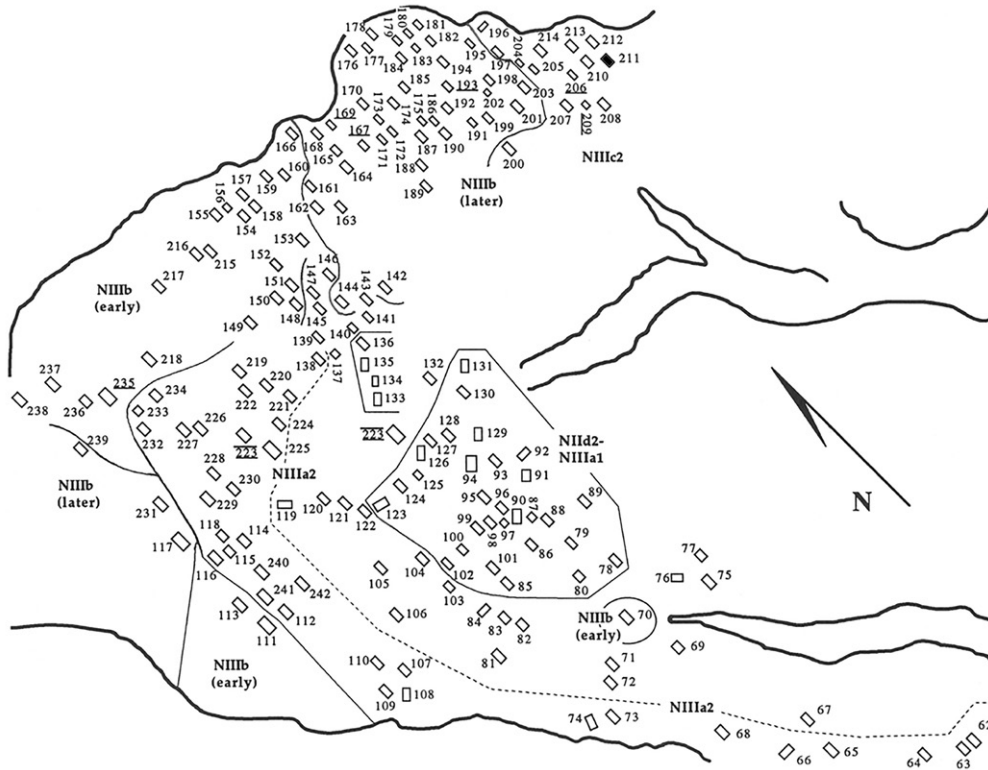 180 181
178 179 182 196
204 214 213 212
176 177 183 195
184 194 197 205 210 211
185 193 198 206
170 173 174 186 192 202 203
169 175 201 207 209 208
166 168 167 187 190 191 199
165 171 172
164 188 200 NIIIc2
157 159 160 161 189 NIIIb
(later)
156 155 158 162 163
154
153
216 215 152 146
217 151 147 143 142
NIIIb
(early)
150 148 145 144 141
149 140
139 136
218 138 137 135 132 131
237 219 220 134
235 234 222 221 133 130
238 236 233 224
226 128 129 NIId2-
NIIIa1
232 227 223 225 223 127 92
239 126 94 93 91
228 NIIIa2
NIIIb
(later)
230 125 96 90 87 89
229 124 95
231 119 120 121 122 123 88
118 114 99 98 97 79
117 100 86
116 115 240 105 104 102 101 78 77
103 85 80 76 75
113 241 242
112 106 84 83 82 NIIIb
(early)
70
111 69
NIIIb
(early)
110 107 81 71
72
109 108 NIIIa2 67
74 73 62
68 66 65 64 63
N